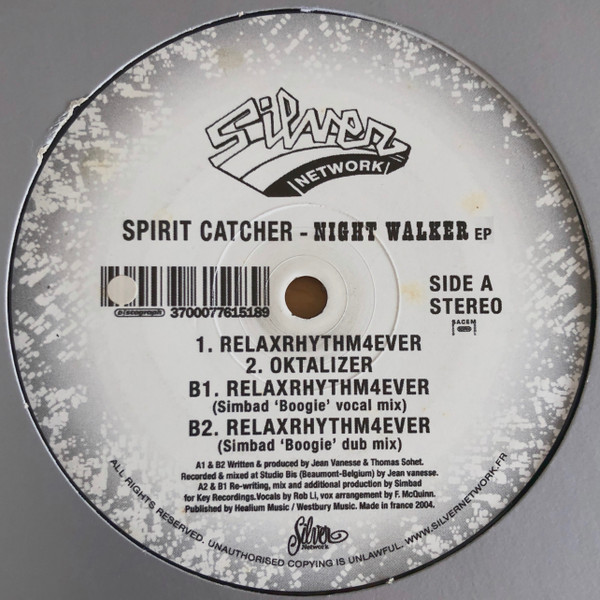 Silver
NETWORK
SPIRIT CATCHER - NIGHT WALKER EP
SIDE A
STEREO
SACEM
discograph 3700077615189
1. RELAXRHYTHM4EVER
2. OKTALIZER
B1. RELAXRHYTHM4EVER
(Simbad ‘Boogie’ vocal mix)
B2. RELAXRHYTHM4EVER
(Simbad ‘Boogie’ dub mix)
A1 & B2 Written & produced by Jean Vanesse & Thomas Sohet.
Recorded & mixed at Studio Bis (Beaumont-Belgium) by Jean vanesse.
A2 & B1 Re-writing, mix and additional production by Simbad
for Key Recordings.Vocals by Rob Li, vox arrangement by F. McQuinn.
Published by Healium Music / Westbury Music. Made in france 2004.
Silver
Network
ALL RIGHTS RESERVED. UNAUTHORISED COPYING IS UNLAWFUL. WWW.SILVERNETWORK.FR